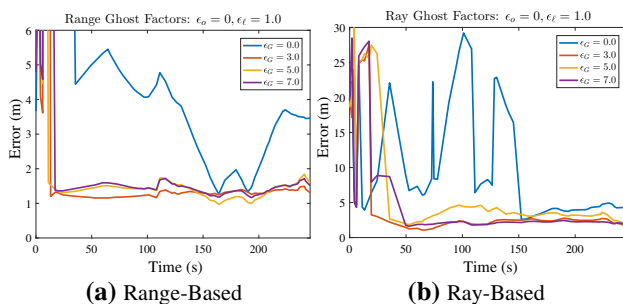 Range Ghost Factors: ϵ_o = 0, ϵ_ℓ = 1.0
Error (m)
6
5
4
3
2
1
0
0
50
100
150
200
Time (s)
ϵ_G = 0.0
ϵ_G = 3.0
ϵ_G = 5.0
ϵ_G = 7.0
(a) Range-Based
Ray Ghost Factors: ϵ_o = 0, ϵ_ℓ = 1.0
Error (m)
30
25
20
15
10
5
0
0
50
100
150
200
Time (s)
ϵ_G = 0.0
ϵ_G = 3.0
ϵ_G = 5.0
ϵ_G = 7.0
(b) Ray-Based